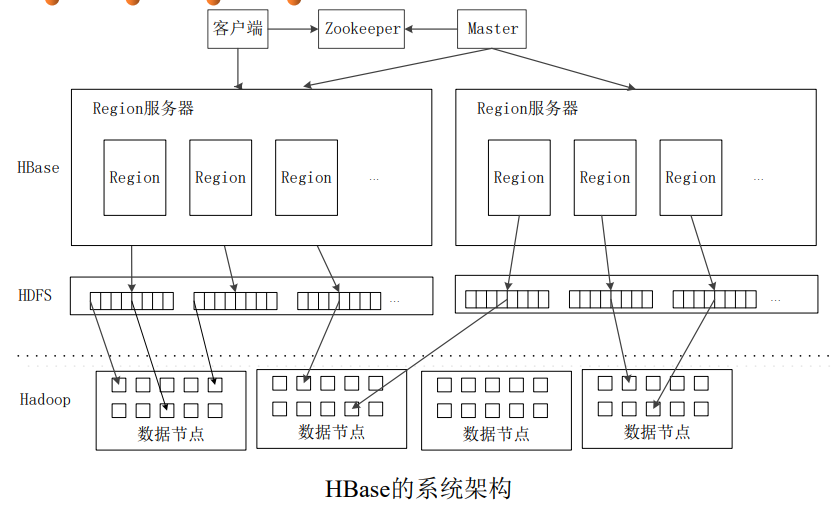 客户端 Zookeeper Master
Region服务器 Region服务器
HBase
Region Region Region ... Region Region Region ...
HDFS
... ...
Hadoop
数据节点 数据节点 数据节点 数据节点
HBase的系统架构